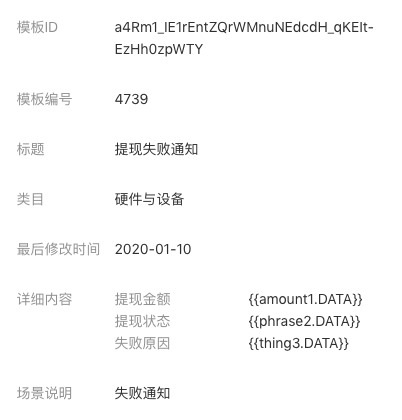 模板ID a4Rm1_IE1rEntZQrWMnuNEdcdH_qKEIt-
EzHh0zpWTY
模板编号 4739
标题 提现失败通知
类目 硬件与设备
最后修改时间 2020-01-10
详细内容 提现金额 {{amount1.DATA}}
提现状态 {{phrase2.DATA}}
失败原因 {{thing3.DATA}}
场景说明 失败通知